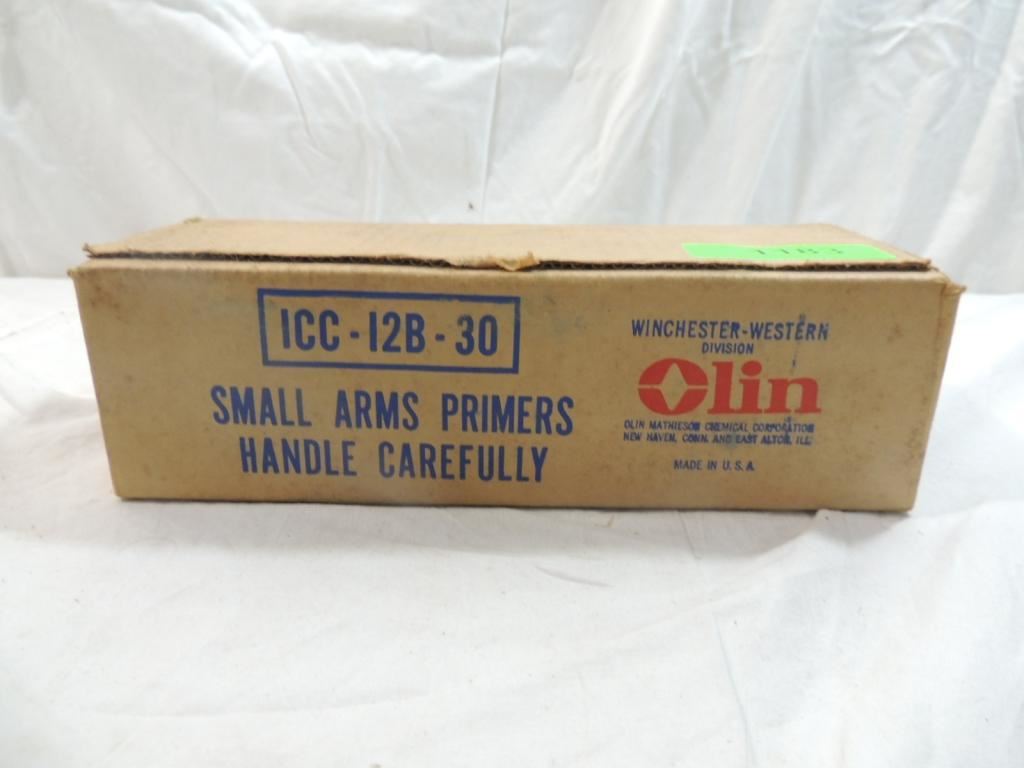 1183
ICC-12B-30
SMALL ARMS PRIMERS
HANDLE CAREFULLY
WINCHESTER-WESTERN
DIVISION
Olin
OLIN MATHIESON CHEMICAL CORPORATION
NEW HAVEN, CONN. AND EAST ALTON, ILL.
MADE IN U.S.A.